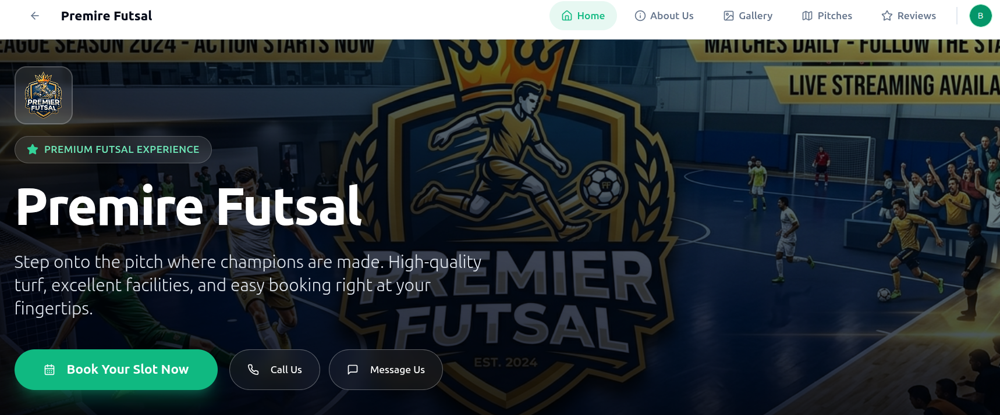 Premire Futsal
Home
About Us
Gallery
Pitches
Reviews
B
EAGUE SEASON 2024 - ACTION STARTS NOW
MATCHES DAILY - FOLLOW THE STA
LIVE STREAMING AVAILA
PREMIER
FUTSAL
PREMIUM FUTSAL EXPERIENCE
FF
Premire Futsal
Step onto the pitch where champions are made. High-quality
turf, excellent facilities, and easy booking right at your
fingertips.
PREMIER
FUTSAL
EST. 2024
Book Your Slot Now
Call Us
Message Us